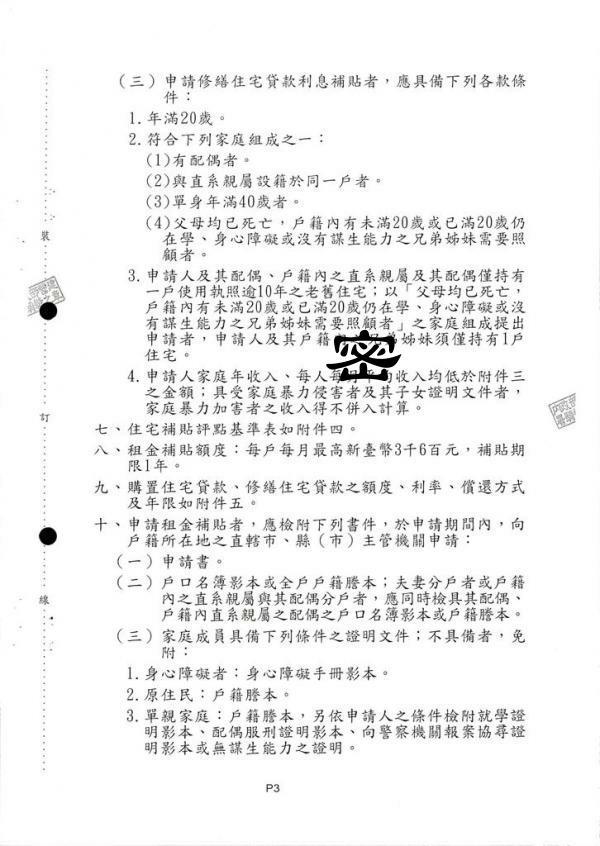 (三)申請修繕住宅貸款利息補貼者，應具備下列各款條
件：
1.年滿20歲。
2.符合下列家庭組成之一：
(1)有配偶者。
(2)與直系親屬設籍於同一戶者。
(3)單身年滿40歲者。
(4)父母均已死亡，戶籍內有未滿20歲或已滿20歲仍
在學、身心障礙或沒有謀生能力之兄弟姊妹需要照
顧者。
3.申請人及其配偶、戶籍內之直系親屬及其配偶僅持有
一戶使用執照逾10年之老舊住宅；以「父母均已死亡，
戶籍內有未滿20歲或已滿20歲仍在學、身心障礙或沒
有謀生能力之兄弟姊妹需要照顧者」之家庭組成提出
申請者，申請人及其戶籍 兄弟姊妹須僅持有1戶
住宅。
密
4.申請人家庭年收入、每人每 收入均低於附件三
之金額；具受家庭暴力侵害者及其子女證明文件者，
家庭暴力加害者之收入得不併入計算。
七、住宅補貼評點基準表如附件四。
八、租金補貼額度：每戶每月最高新臺幣3千6百元，補貼期
限1年。
九、購置住宅貸款、修繕住宅貸款之額度、利率、償還方式
及年限如附件五。
十、申請租金補貼者，應檢附下列書件，於申請期間內，向
戶籍所在地之直轄市、縣（市）主管機關申請：
(一)申請書。
(二)戶口名簿影本或全戶戶籍謄本；夫妻分戶者或戶籍
內之直系親屬與其配偶分戶者，應同時檢具其配偶、
戶籍內直系親屬之配偶之戶口名簿影本或戶籍謄本。
(三)家庭成員具備下列條件之證明文件；不具備者，免
附：
1.身心障礙者：身心障礙手冊影本。
2.原住民：戶籍謄本。
3.單親家庭：戶籍謄本，另依申請人之條件檢附就學證
明影本、配偶服刑證明影本、向警察機關報案協尋證
明影本或無謀生能力之證明。
裝
訂
線
P3